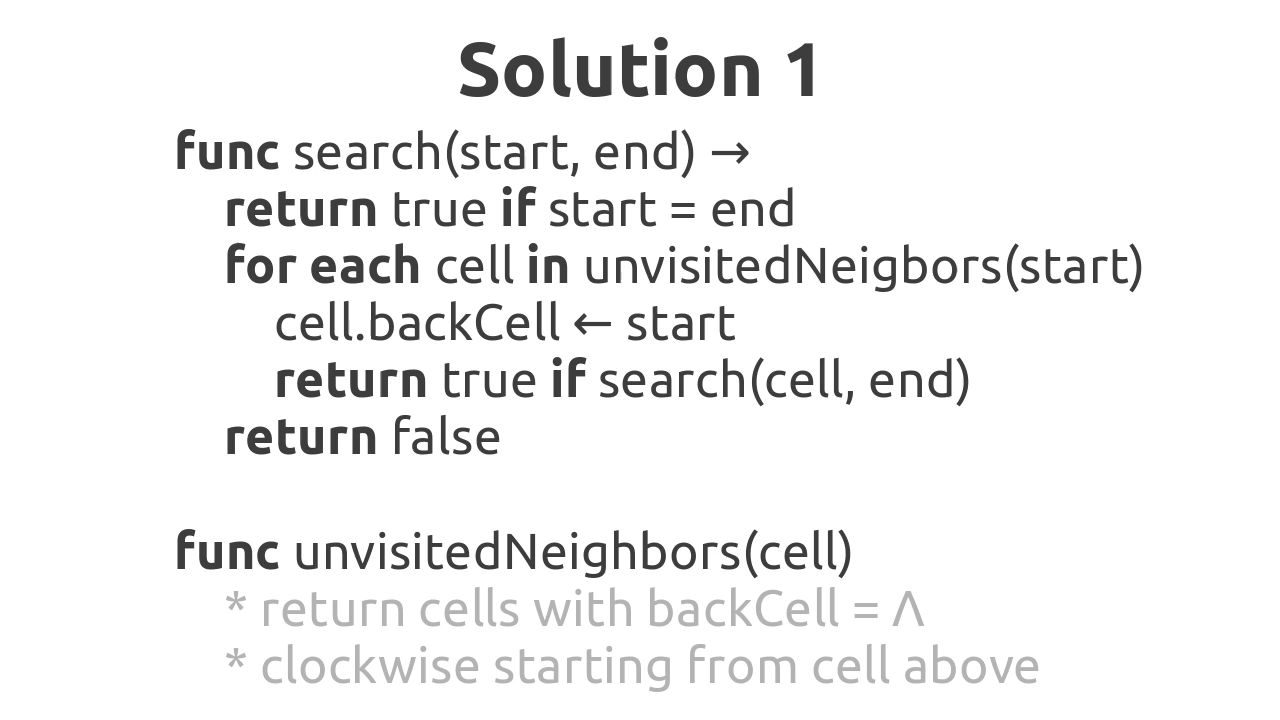 Solution 1
func search(start, end) →
return true if start = end
for each cell in unvisitedNeigbors(start)
cell.backCell ← start
return true if search(cell, end)
return false
func unvisitedNeighbors(cell)
* return cells with backCell = Λ
* clockwise starting from cell above